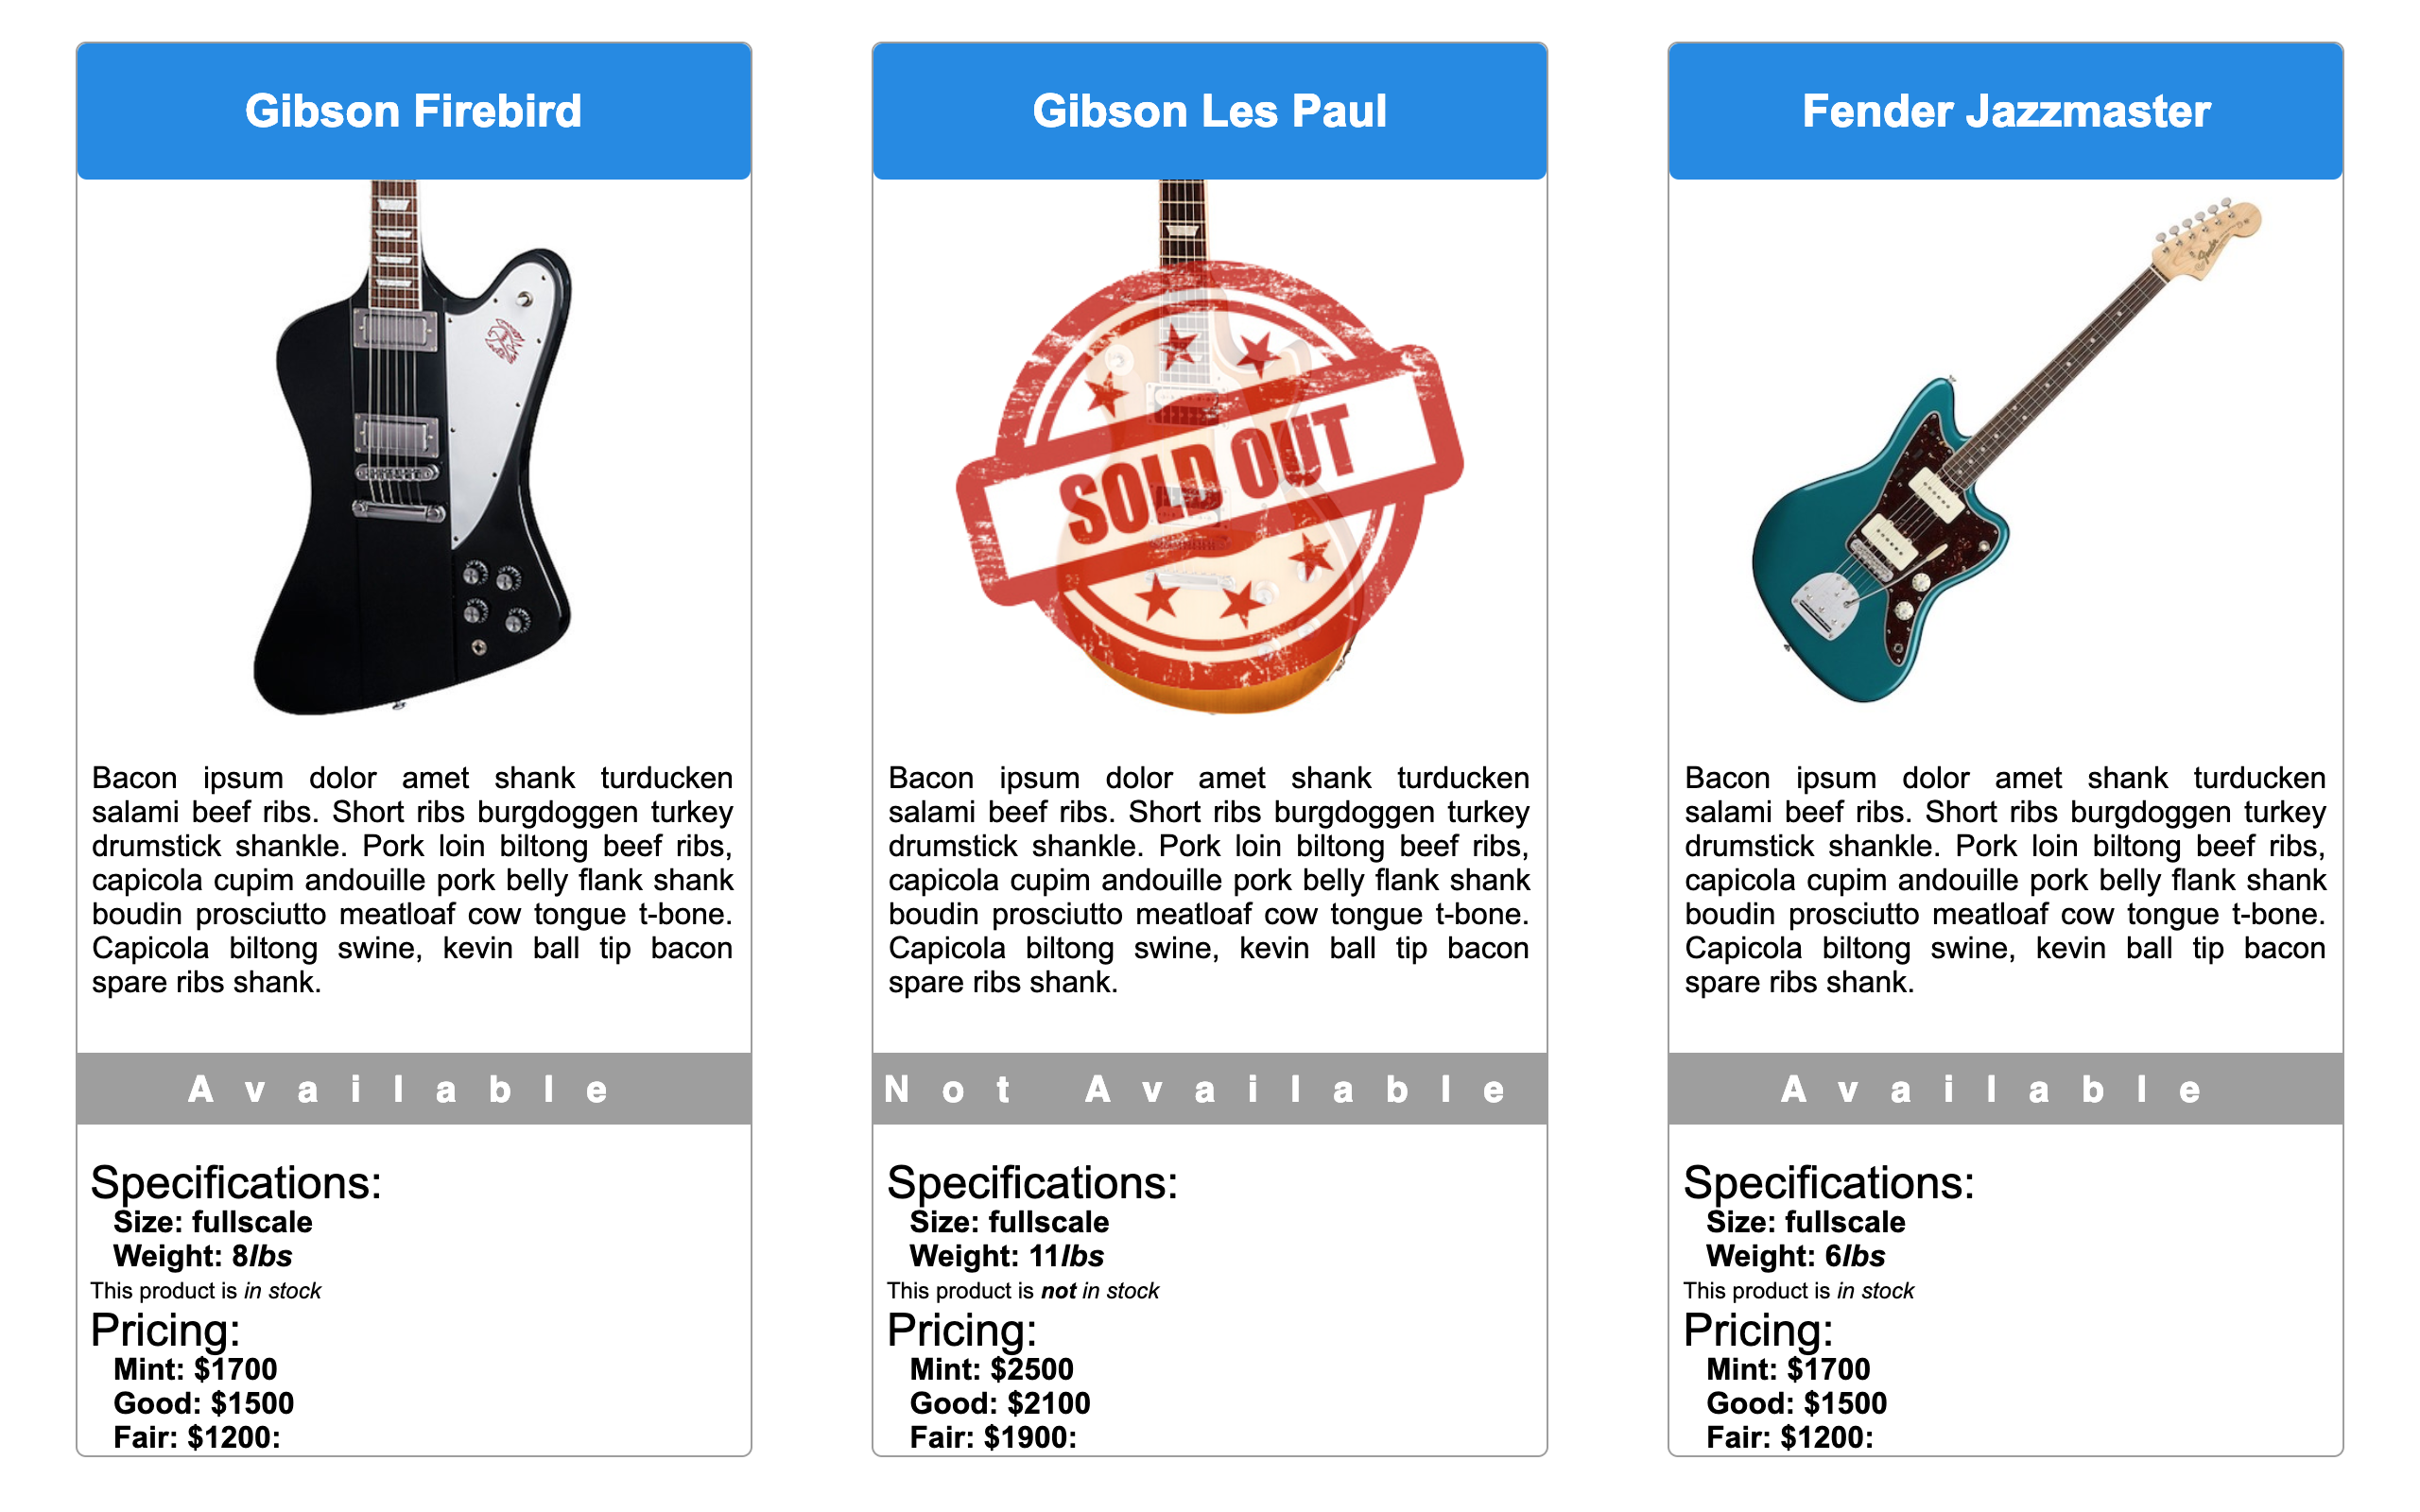 Gibson Firebird
Bacon ipsum dolor amet shank turducken
salami beef ribs. Short ribs burgdoggen turkey
drumstick shankle. Pork loin biltong beef ribs,
capicola cupim andouille pork belly flank shank
boudin prosciutto meatloaf cow tongue t-bone.
Capicola biltong swine, kevin ball tip bacon
spare ribs shank.
Available
Specifications:
Size: fullscale
Weight: 8lbs
This product is in stock
Pricing:
Mint: $1700
Good: $1500
Fair: $1200:
Gibson Les Paul
SOLD OUT
Bacon ipsum dolor amet shank turducken
salami beef ribs. Short ribs burgdoggen turkey
drumstick shankle. Pork loin biltong beef ribs,
capicola cupim andouille pork belly flank shank
boudin prosciutto meatloaf cow tongue t-bone.
Capicola biltong swine, kevin ball tip bacon
spare ribs shank.
Not Available
Specifications:
Size: fullscale
Weight: 11lbs
This product is not in stock
Pricing:
Mint: $2500
Good: $2100
Fair: $1900:
Fender Jazzmaster
Fender
Bacon ipsum dolor amet shank turducken
salami beef ribs. Short ribs burgdoggen turkey
drumstick shankle. Pork loin biltong beef ribs,
capicola cupim andouille pork belly flank shank
boudin prosciutto meatloaf cow tongue t-bone.
Capicola biltong swine, kevin ball tip bacon
spare ribs shank.
Available
Specifications:
Size: fullscale
Weight: 6lbs
This product is in stock
Pricing:
Mint: $1700
Good: $1500
Fair: $1200: